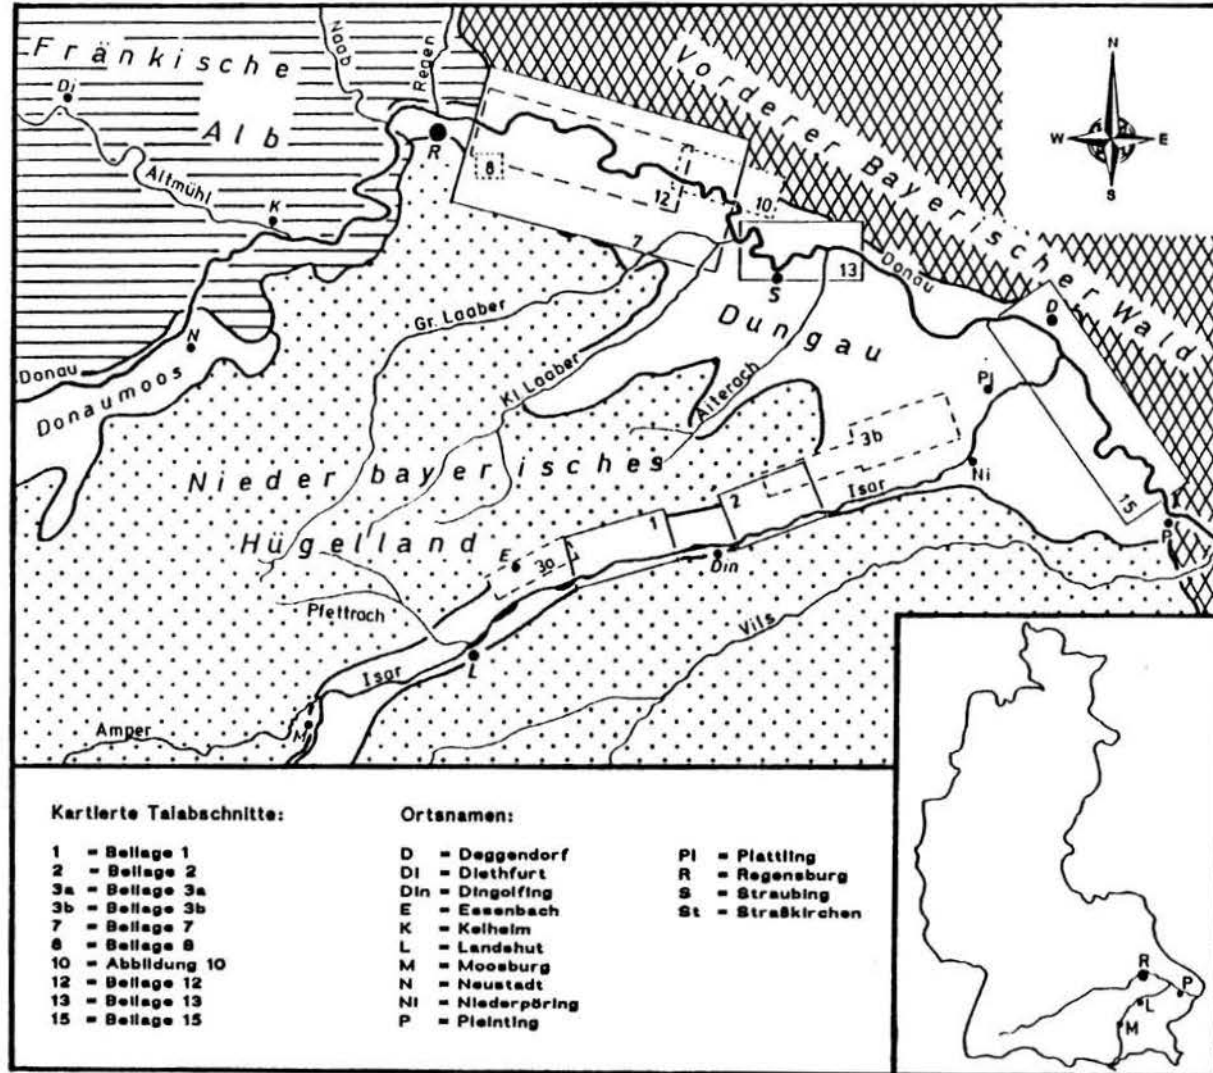 N
W
E
S
Fränkische
Alb
Vorderer Bayerischer Wald
Naab
Regen
Di
R
8
12
10
7
13
S
Altmühl
K
Donau
Gr. Laaber
Dungau
D
N
Donau
Donaumoos
Kl. Laaber
Aiterach
Pl
3b
Niederbayerisches
Hügelland
Isar
Ni
2
1
15
P
E
3a
Din
Pfettrach
Vils
Isar
L
Amper
M
R
P
L
M
Kartierte Talabschnitte:
1 = Beilage 1
2 = Beilage 2
3a = Beilage 3a
3b = Beilage 3b
7 = Beilage 7
8 = Beilage 8
10 = Abbildung 10
12 = Beilage 12
13 = Beilage 13
15 = Beilage 15
Ortsnamen:
D = Deggendorf
Di = Diethfurt
Din = Dingolfing
E = Essenbach
K = Kelheim
L = Landshut
M = Moosburg
N = Neustadt
Ni = Niederpöring
P = Pleinting
Pl = Plattling
R = Regensburg
S = Straubing
St = Straßkirchen